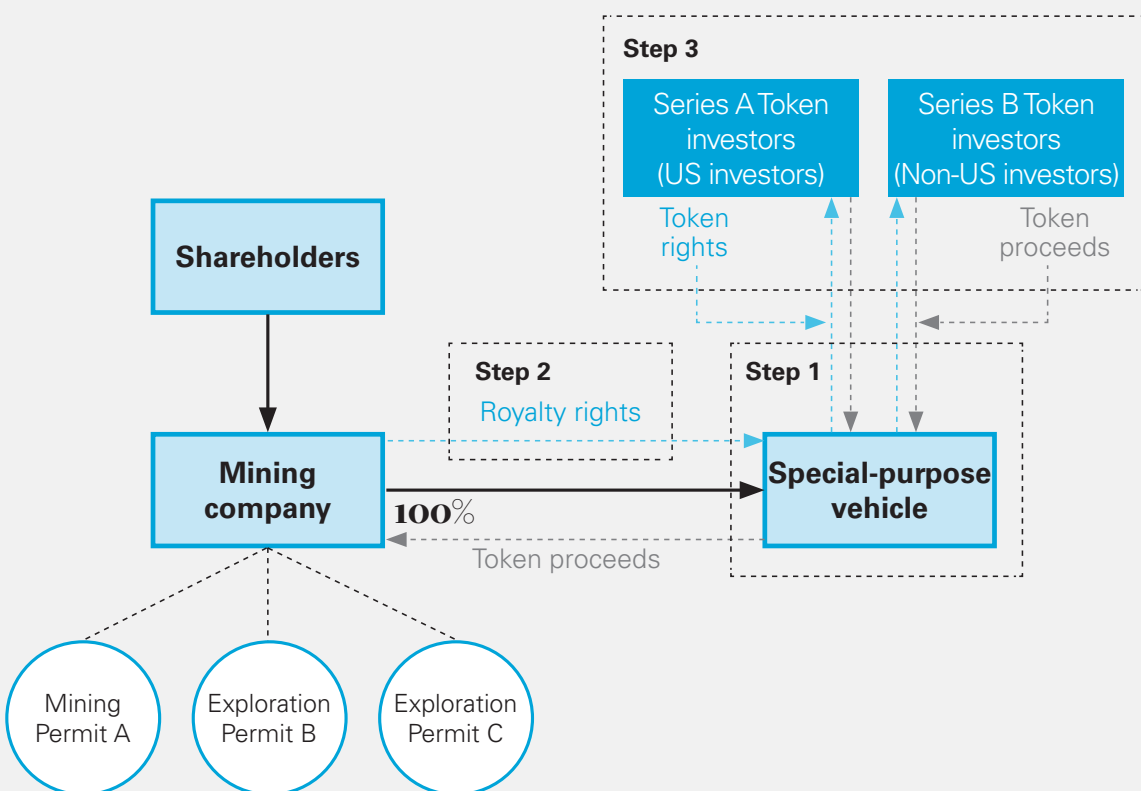 Step 3
Series A Token
investors
(US investors)
Series B Token
investors
(Non-US investors)
Token
rights
Token
proceeds
Shareholders
Step 2
Royalty rights
Step 1
Mining
company
100%
Special-purpose
vehicle
Token proceeds
Mining
Permit A
Exploration
Permit B
Exploration
Permit C